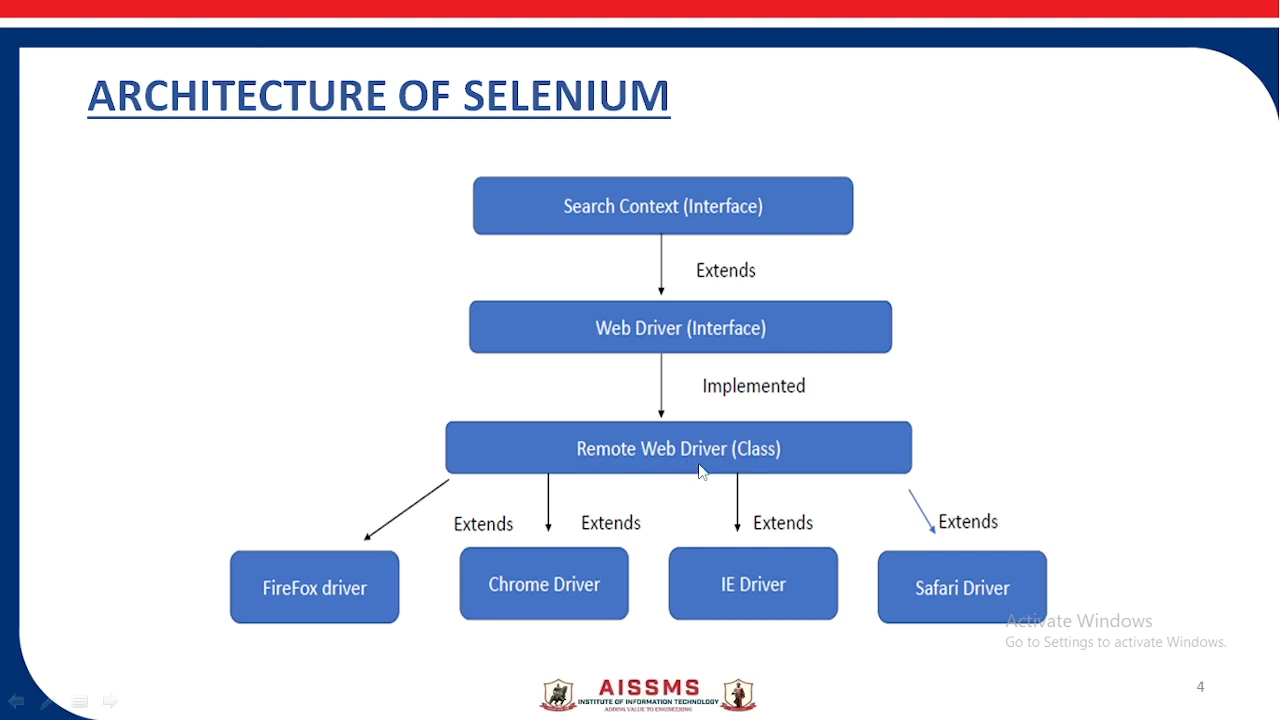 ARCHITECTURE OF SELENIUM
Search Context (Interface)
Extends
Web Driver (Interface)
Implemented
Remote Web Driver (Class)
Extends
Extends
Extends
Extends
FireFox driver
Chrome Driver
IE Driver
Safari Driver
Activate Windows
Go to Settings to activate Windows.
AISSMS
INSTITUTE OF INFORMATION TECHNOLOGY
ADDING VALUE TO ENGINEERING
4